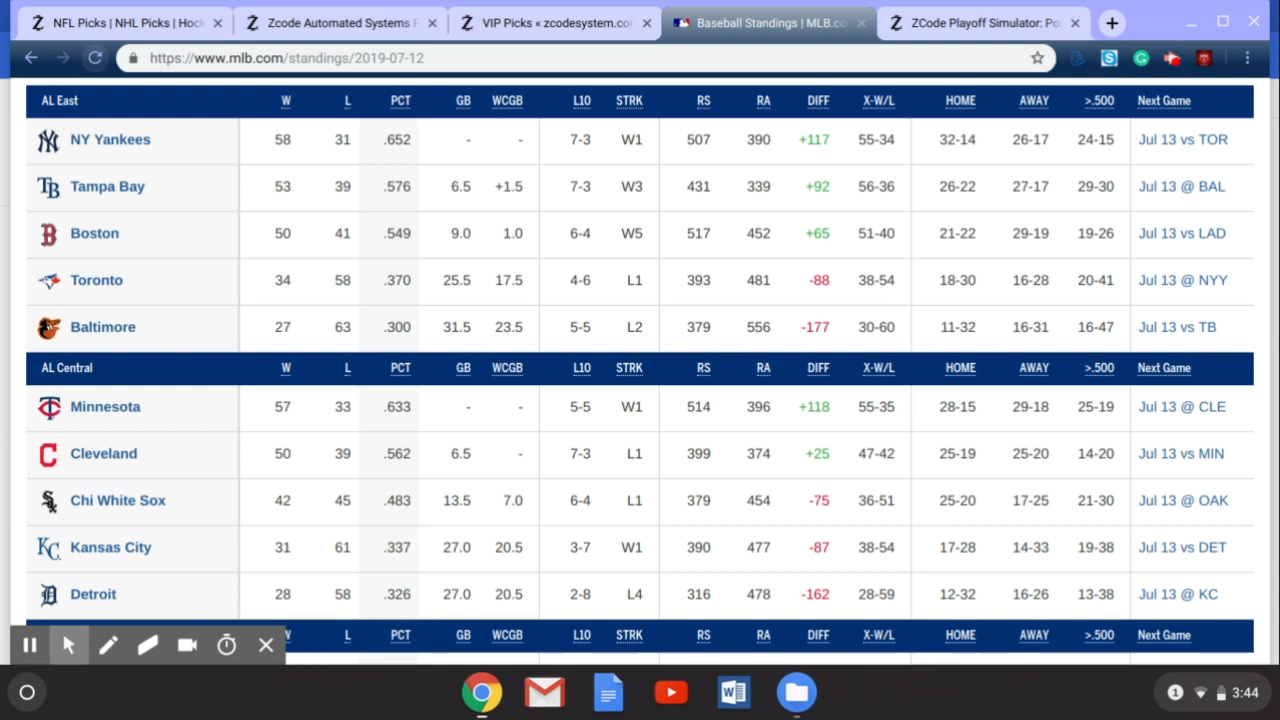 NFL Picks | NHL Picks | Hock Zcode Automated Systems P VIP Picks « zcodesystem.com Baseball Standings | MLB.co ZCode Playoff Simulator: Po
https://www.mlb.com/standings/2019-07-12
AL East W L PCT GB WCGB L10 STRK RS RA DIFF X-W/L HOME AWAY >.500 Next Game
NY Yankees 58 31 .652 - - 7-3 W1 507 390 +117 55-34 32-14 26-17 24-15 Jul 13 vs TOR
Tampa Bay 53 39 .576 6.5 +1.5 7-3 W3 431 339 +92 56-36 26-22 27-17 29-30 Jul 13 @ BAL
Boston 50 41 .549 9.0 1.0 6-4 W5 517 452 +65 51-40 21-22 29-19 19-26 Jul 13 vs LAD
Toronto 34 58 .370 25.5 17.5 4-6 L1 393 481 -88 38-54 18-30 16-28 20-41 Jul 13 @ NYY
Baltimore 27 63 .300 31.5 23.5 5-5 L2 379 556 -177 30-60 11-32 16-31 16-47 Jul 13 vs TB
AL Central W L PCT GB WCGB L10 STRK RS RA DIFF X-W/L HOME AWAY >.500 Next Game
Minnesota 57 33 .633 - - 5-5 W1 514 396 +118 55-35 28-15 29-18 25-19 Jul 13 @ CLE
Cleveland 50 39 .562 6.5 - 7-3 L1 399 374 +25 47-42 25-19 25-20 14-20 Jul 13 vs MIN
Chi White Sox 42 45 .483 13.5 7.0 6-4 L1 379 454 -75 36-51 25-20 17-25 21-30 Jul 13 @ OAK
Kansas City 31 61 .337 27.0 20.5 3-7 W1 390 477 -87 38-54 17-28 14-33 19-38 Jul 13 vs DET
Detroit 28 58 .326 27.0 20.5 2-8 L4 316 478 -162 28-59 12-32 16-26 13-38 Jul 13 @ KC
W L PCT GB WCGB L10 STRK RS RA DIFF X-W/L HOME AWAY >.500 Next Game
1 3:44